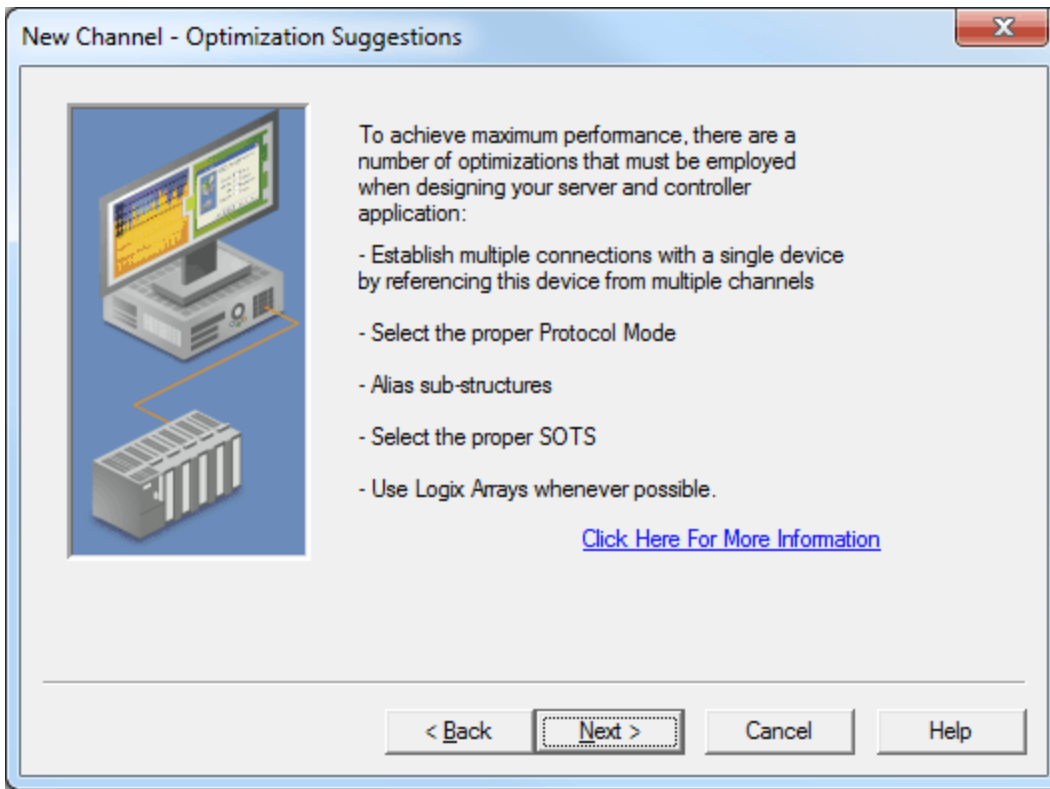 New Channel - Optimization Suggestions
To achieve maximum performance, there are a
number of optimizations that must be employed
when designing your server and controller
application:
- Establish multiple connections with a single device
by referencing this device from multiple channels
- Select the proper Protocol Mode
- Alias sub-structures
- Select the proper SOTS
- Use Logix Arrays whenever possible.
Click Here For More Information
< Back
Next >
Cancel
Help